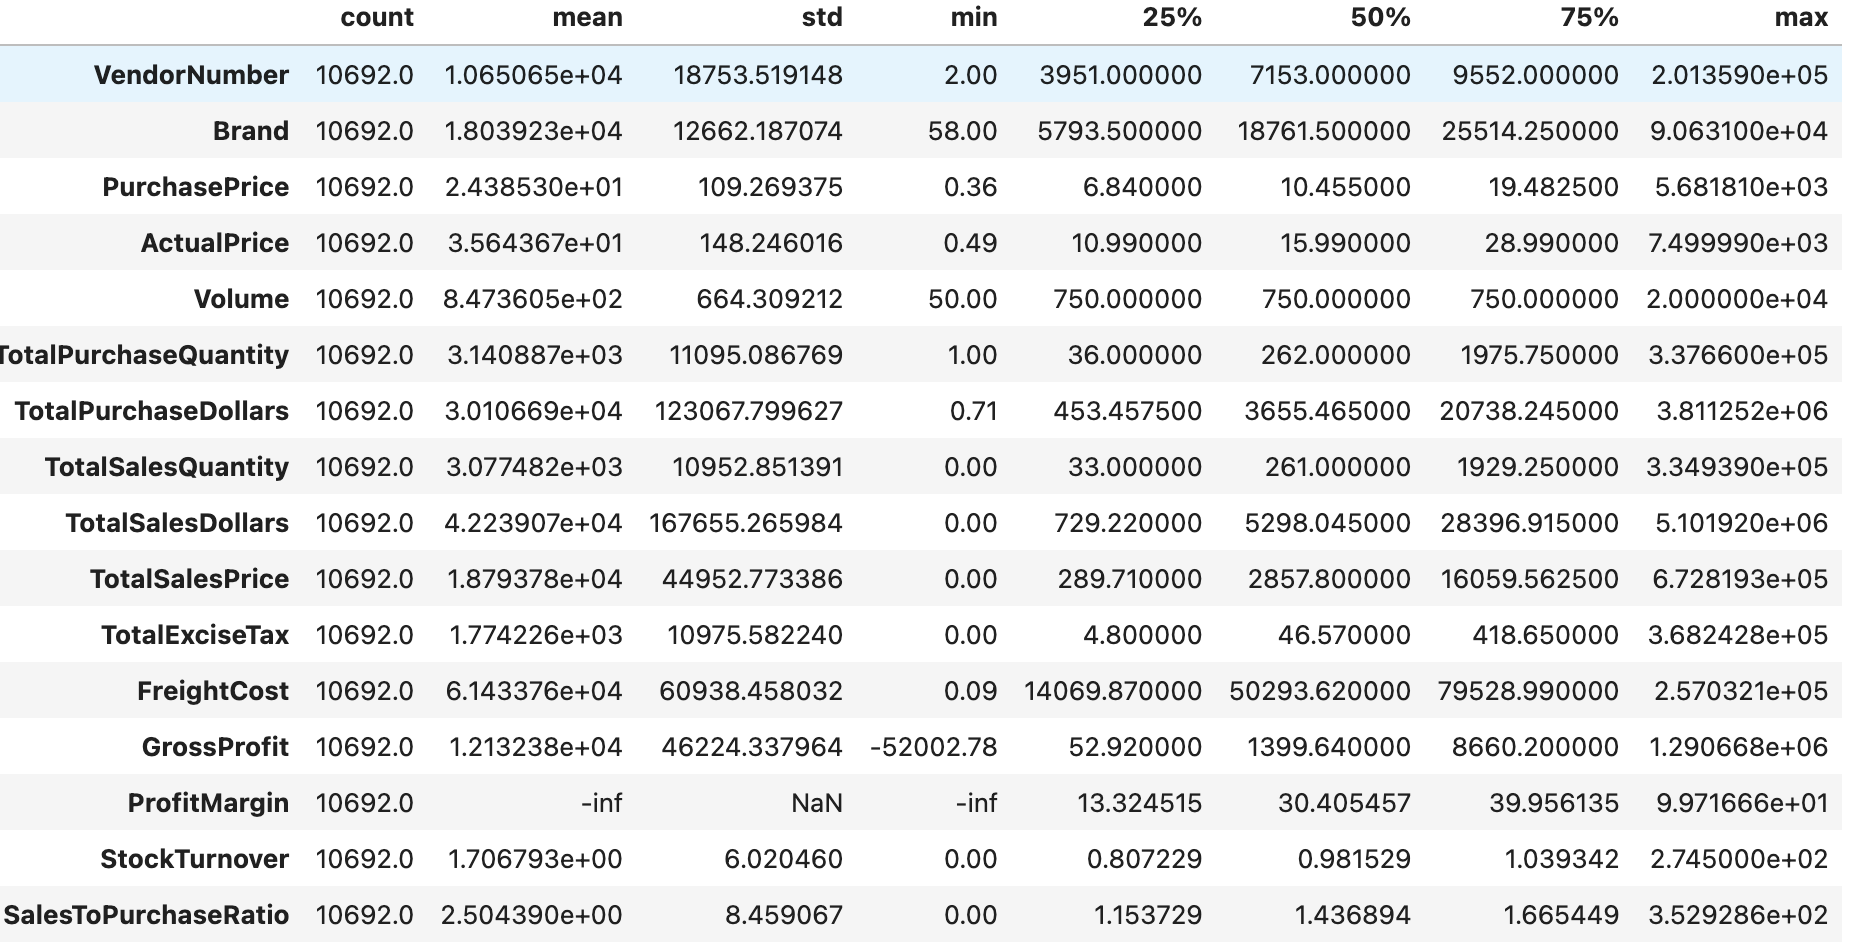 count mean std min 25% 50% 75% max
VendorNumber 10692.0 1.065065e+04 18753.519148 2.00 3951.000000 7153.000000 9552.000000 2.013590e+05
Brand 10692.0 1.803923e+04 12662.187074 58.00 5793.500000 18761.500000 25514.250000 9.063100e+04
PurchasePrice 10692.0 2.438530e+01 109.269375 0.36 6.840000 10.455000 19.482500 5.681810e+03
ActualPrice 10692.0 3.564367e+01 148.246016 0.49 10.990000 15.990000 28.990000 7.499990e+03
Volume 10692.0 8.473605e+02 664.309212 50.00 750.000000 750.000000 750.000000 2.000000e+04
TotalPurchaseQuantity 10692.0 3.140887e+03 11095.086769 1.00 36.000000 262.000000 1975.750000 3.376600e+05
TotalPurchaseDollars 10692.0 3.010669e+04 123067.799627 0.71 453.457500 3655.465000 20738.245000 3.811252e+06
TotalSalesQuantity 10692.0 3.077482e+03 10952.851391 0.00 33.000000 261.000000 1929.250000 3.349390e+05
TotalSalesDollars 10692.0 4.223907e+04 167655.265984 0.00 729.220000 5298.045000 28396.915000 5.101920e+06
TotalSalesPrice 10692.0 1.879378e+04 44952.773386 0.00 289.710000 2857.800000 16059.562500 6.728193e+05
TotalExciseTax 10692.0 1.774226e+03 10975.582240 0.00 4.800000 46.570000 418.650000 3.682428e+05
FreightCost 10692.0 6.143376e+04 60938.458032 0.09 14069.870000 50293.620000 79528.990000 2.570321e+05
GrossProfit 10692.0 1.213238e+04 46224.337964 -52002.78 52.920000 1399.640000 8660.200000 1.290668e+06
ProfitMargin 10692.0 -inf NaN -inf 13.324515 30.405457 39.956135 9.971666e+01
StockTurnover 10692.0 1.706793e+00 6.020460 0.00 0.807229 0.981529 1.039342 2.745000e+02
SalesToPurchaseRatio 10692.0 2.504390e+00 8.459067 0.00 1.153729 1.436894 1.665449 3.529286e+02